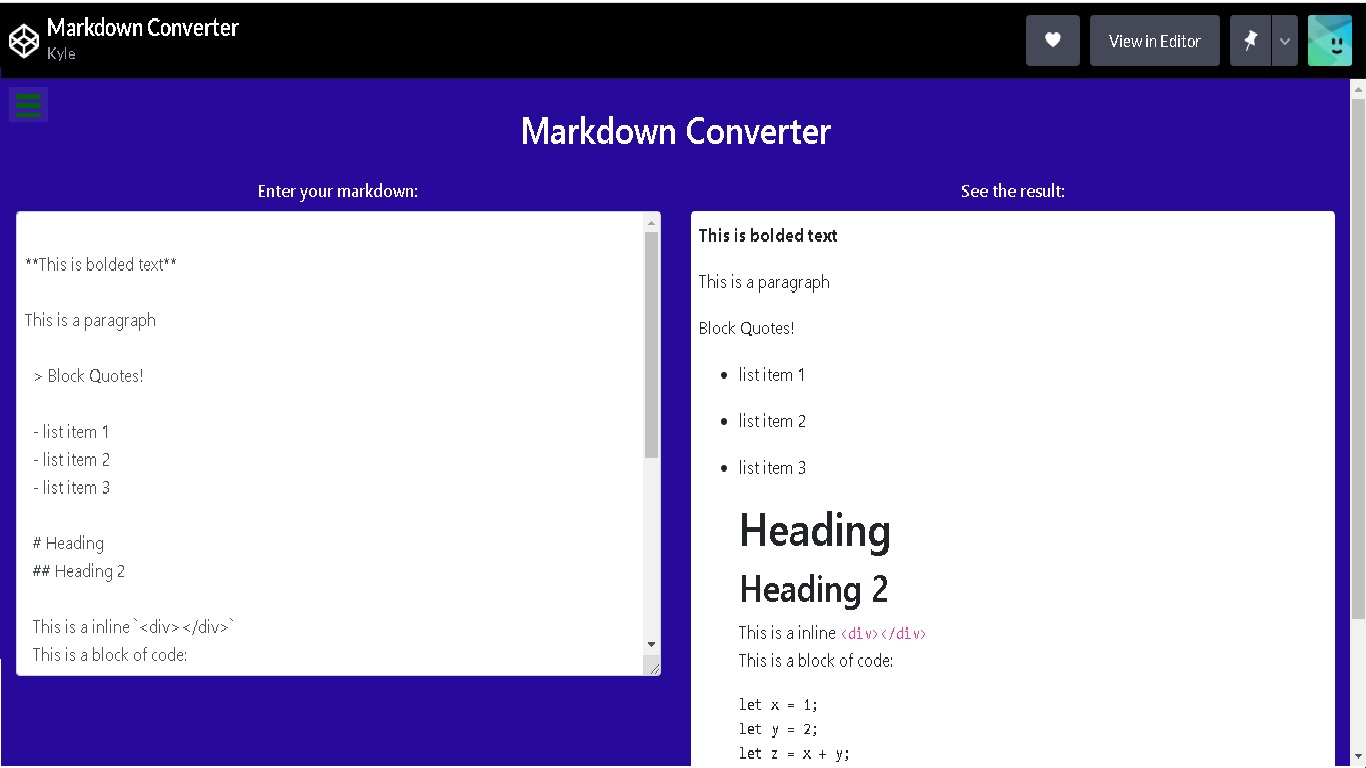 Markdown Converter
Kyle
View in Editor
Markdown Converter
Enter your markdown:
**This is bolded text**
This is a paragraph
> Block Quotes!
- list item 1
- list item 2
- list item 3
# Heading
## Heading 2
This is a inline `<div></div>`
This is a block of code:
See the result:
This is bolded text
This is a paragraph
Block Quotes!
• list item 1
• list item 2
• list item 3
Heading
Heading 2
This is a inline <div></div>
This is a block of code:
let x = 1;
let y = 2;
let z = x + y;